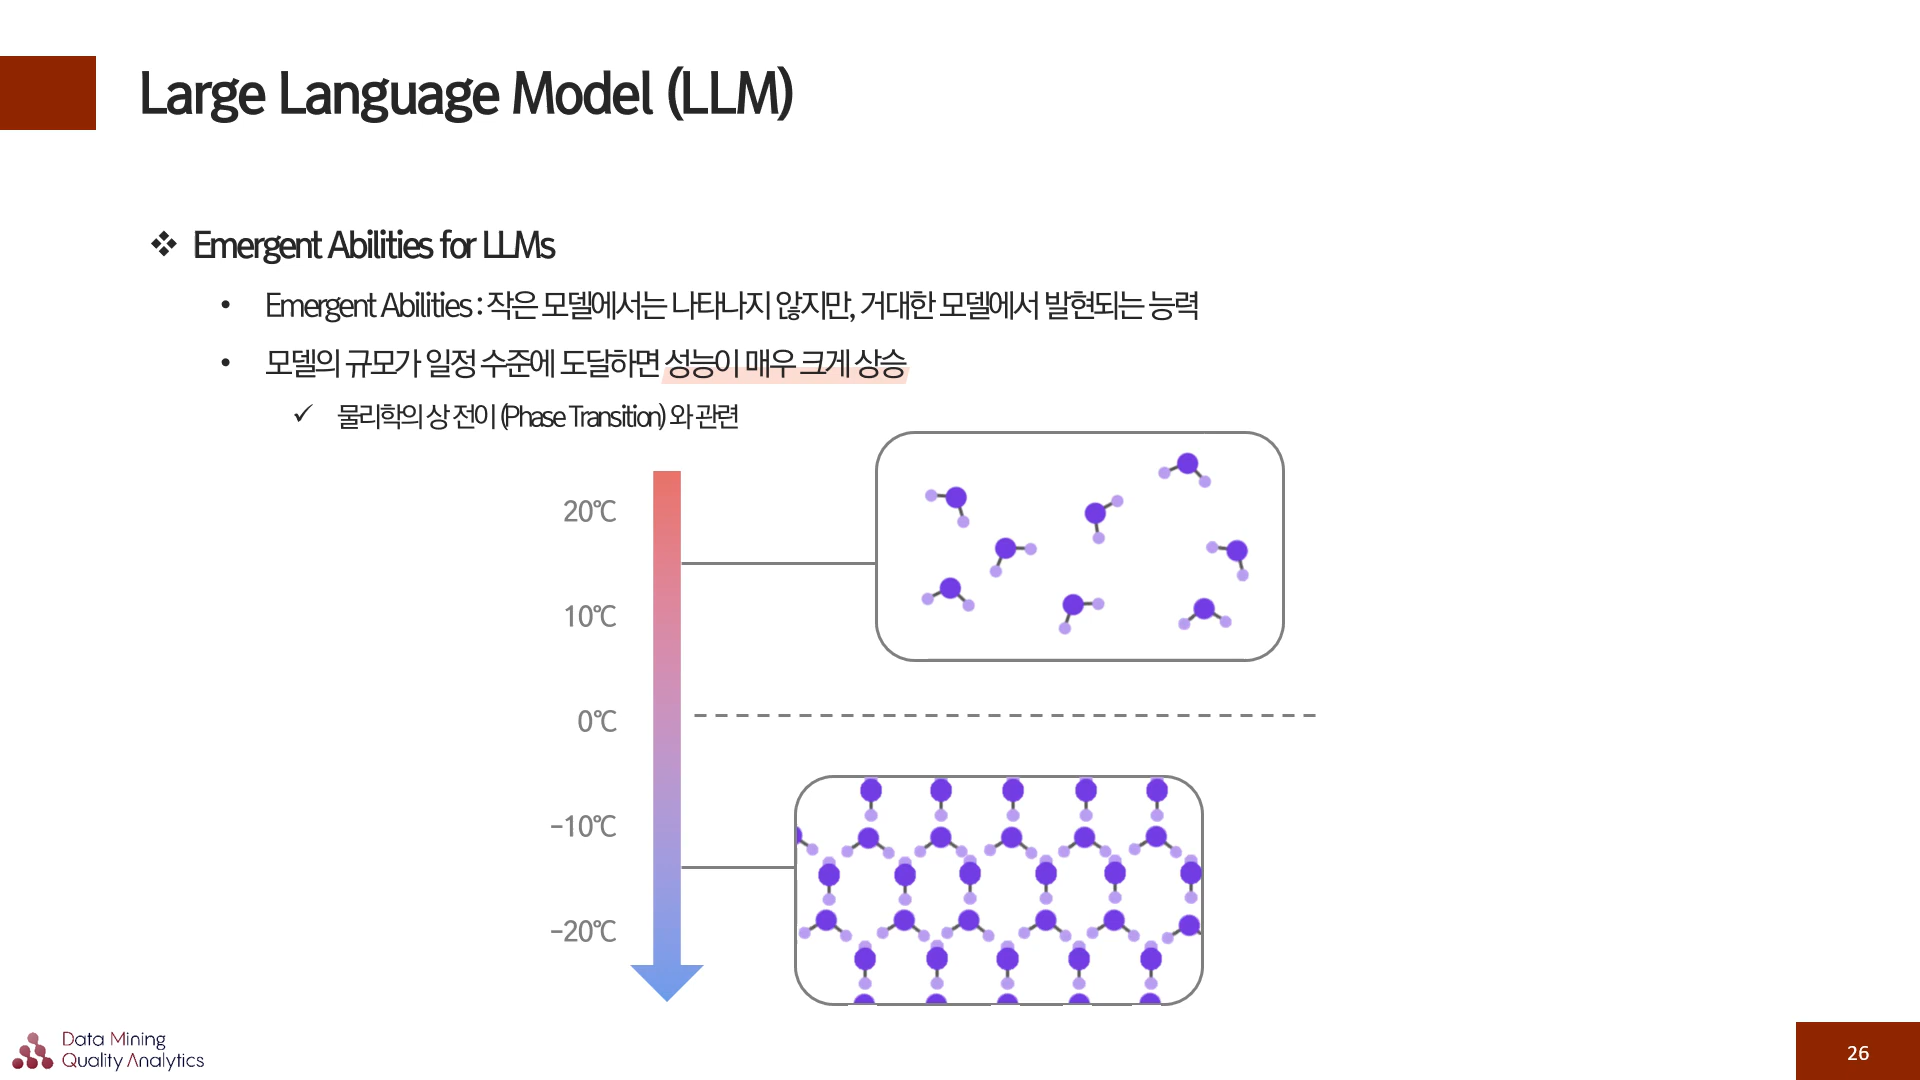 Large Language Model (LLM)
❖ Emergent Abilities for LLMs
• Emergent Abilities : 작은 모델에서는 나타나지 않지만, 거대한 모델에서 발현되는 능력
• 모델의 규모가 일정 수준에 도달하면 성능이 매우 크게 상승
✓ 물리학의 상 전이 (Phase Transition) 와 관련
20℃
10℃
0℃
-10℃
-20℃
Data Mining
Quality Analytics
26